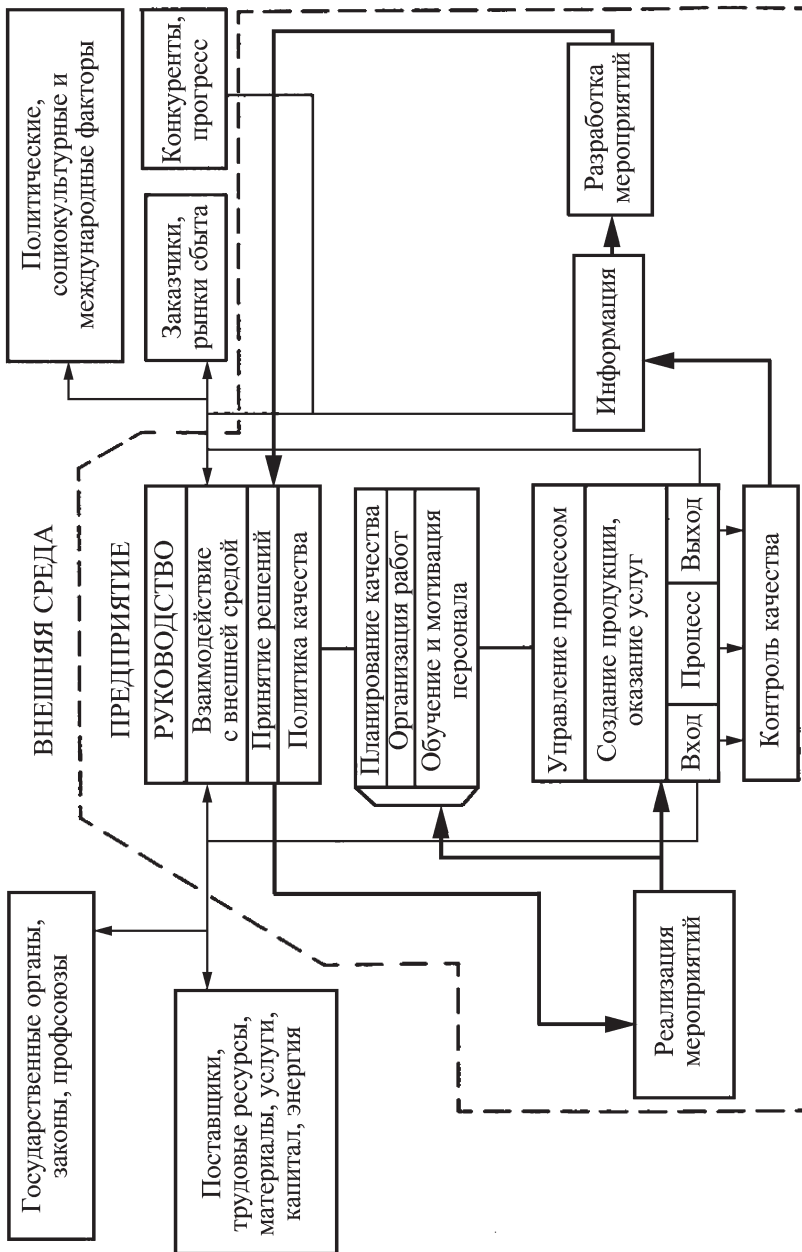 ВНЕШНЯЯ СРЕДА
Государственные органы,
законы, профсоюзы
Политические,
социокультурные и
международные факторы
Поставщики,
трудовые ресурсы,
материалы, услуги,
капитал, энергия
ПРЕДПРИЯТИЕ
РУКОВОДСТВО
Взаимодействие
с внешней средой
Принятие решений
Политика качества
Заказчики,
рынки сбыта
Конкуренты,
прогресс
Планирование качества
Организация работ
Обучение и мотивация
персонала
Управление процессом
Создание продукции,
оказание услуг
Вход
Процесс
Выход
Контроль качества
Реализация
мероприятий
Информация
Разработка
мероприятий